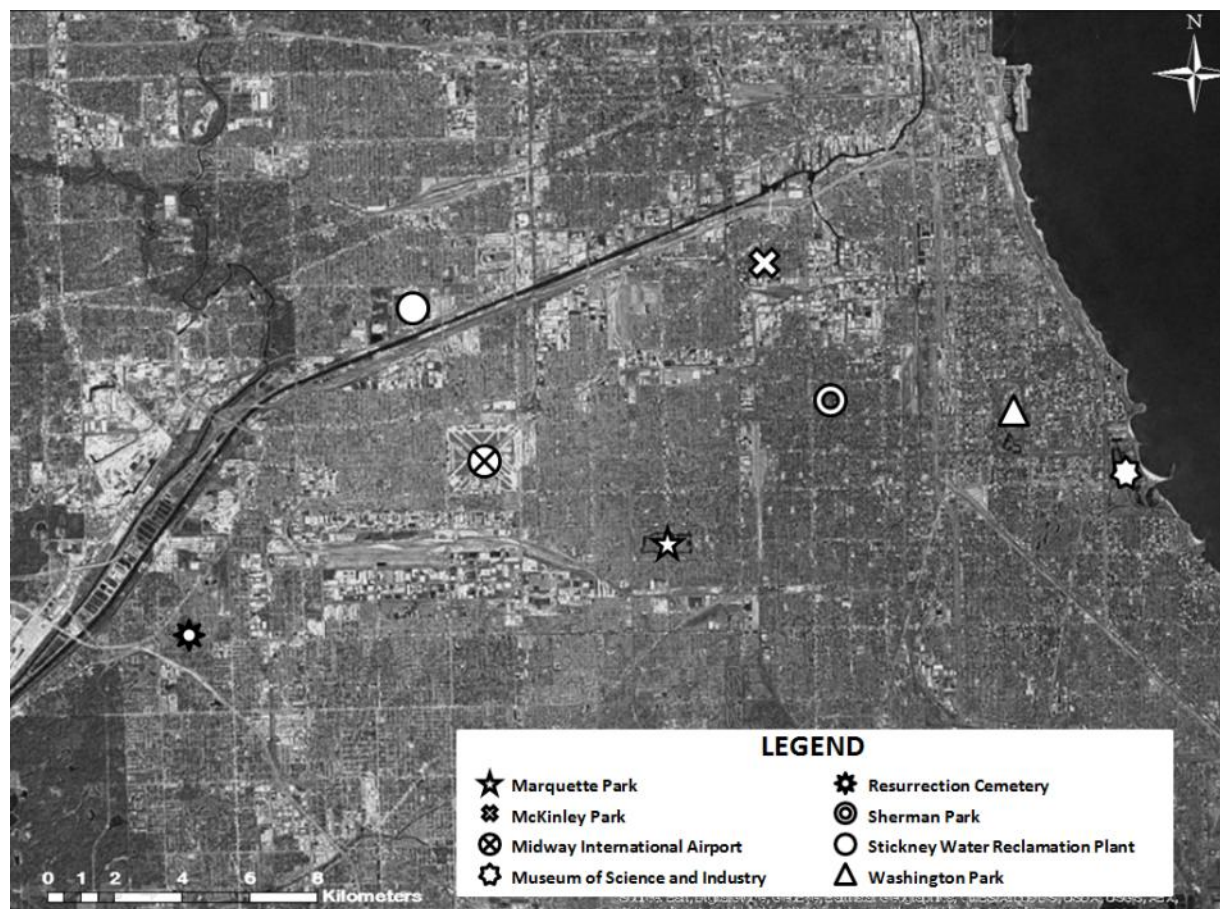 N
LEGEND
Marquette Park
McKinley Park
Midway International Airport
Museum of Science and Industry
Resurrection Cemetery
Sherman Park
Stickney Water Reclamation Plant
Washington Park
0 1 2 4 6 8
Kilometers